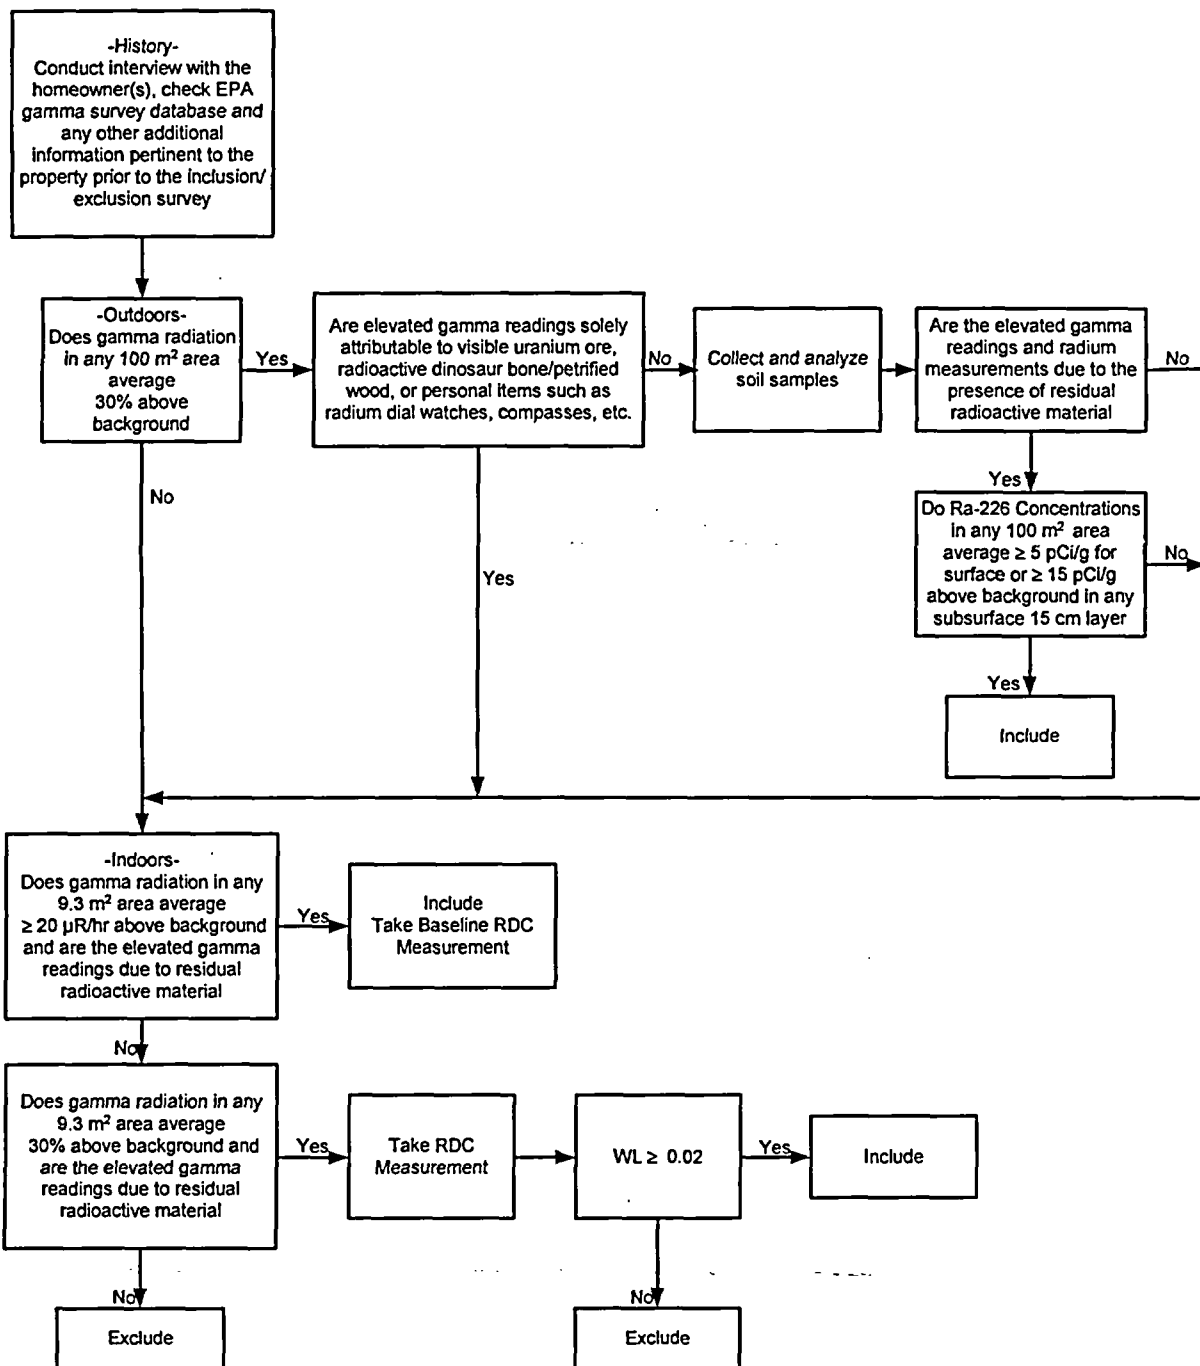 -History-
Conduct interview with the
homeowner(s), check EPA
gamma survey database and
any other additional
information pertinent to the
property prior to the inclusion/
exclusion survey
-Outdoors-
Does gamma radiation
in any 100 m² area
average
30% above
background
Yes
Are elevated gamma readings solely
attributable to visible uranium ore,
radioactive dinosaur bone/petrified
wood, or personal items such as
radium dial watches, compasses, etc.
No
Collect and analyze
soil samples
Are the elevated gamma
readings and radium
measurements due to the
presence of residual
radioactive material
No
No
Yes
Yes
Do Ra-226 Concentrations
in any 100 m² area
average ≥ 5 pCi/g for
surface or ≥ 15 pCi/g
above background in any
subsurface 15 cm layer
No
Yes
Include
-Indoors-
Does gamma radiation in any
9.3 m² area average
≥ 20 µR/hr above background
and are the elevated gamma
readings due to residual
radioactive material
Yes
Include
Take Baseline RDC
Measurement
No
Does gamma radiation in any
9.3 m² area average
30% above background and
are the elevated gamma
readings due to residual
radioactive material
Yes
Take RDC
Measurement
WL ≥ 0.02
Yes
Include
No
Exclude
No
Exclude